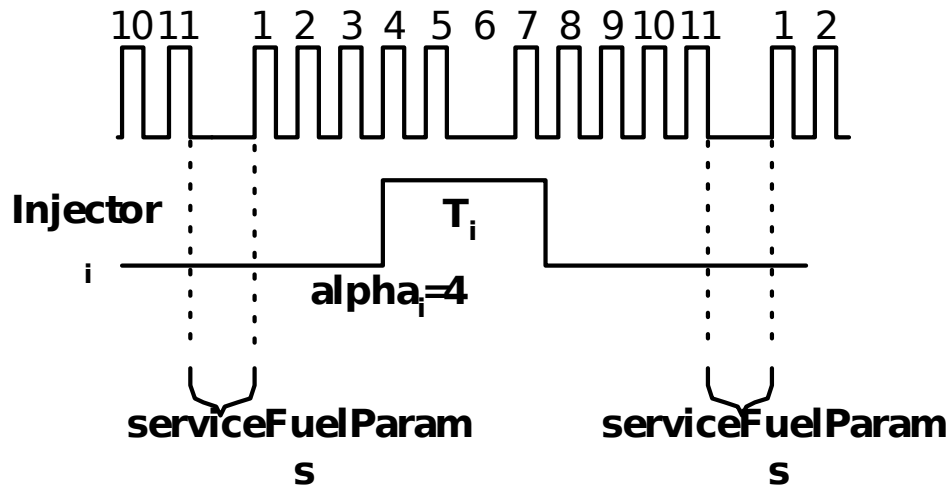 10 11 1 2 3 4 5 6 7 8 9 10 11 1 2
Injector
i
Ti
alphai=4
serviceFuelParam
s
serviceFuelParam
s